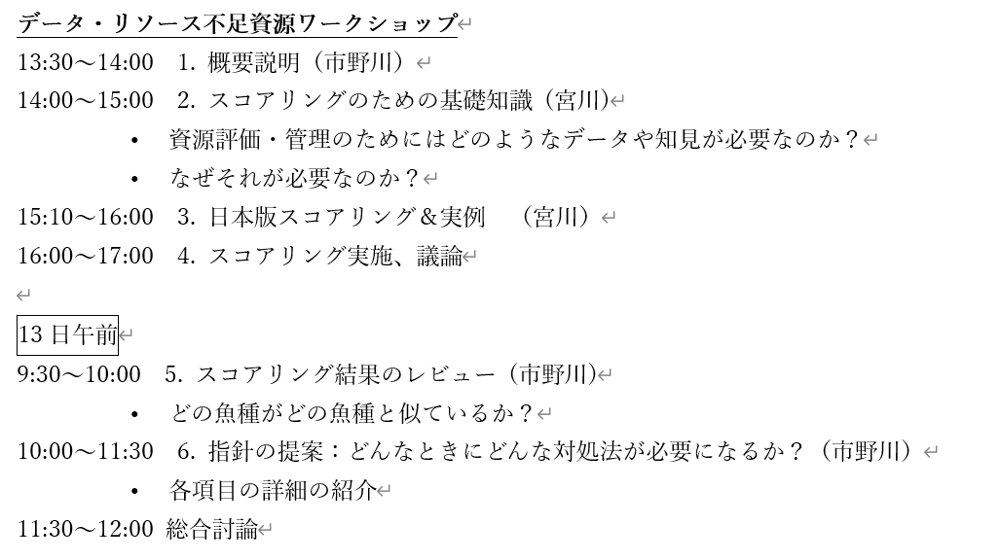 データ・リソース不足資源ワークショップ
13:30～14:00 1. 概要説明（市野川）
14:00～15:00 2. スコアリングのための基礎知識（宮川）
• 資源評価・管理のためにはどのようなデータや知見が必要なのか？
• なぜそれが必要なのか？
15:10～16:00 3. 日本版スコアリング＆実例　（宮川）
16:00～17:00 4. スコアリング実施、議論
13 日午前
9:30～10:00 5. スコアリング結果のレビュー（市野川）
• どの魚種がどの魚種と似ているか？
10:00～11:30 6. 指針の提案：どんなときにどんな対処法が必要になるか？（市野川）
• 各項目の詳細の紹介
11:30～12:00 総合討論